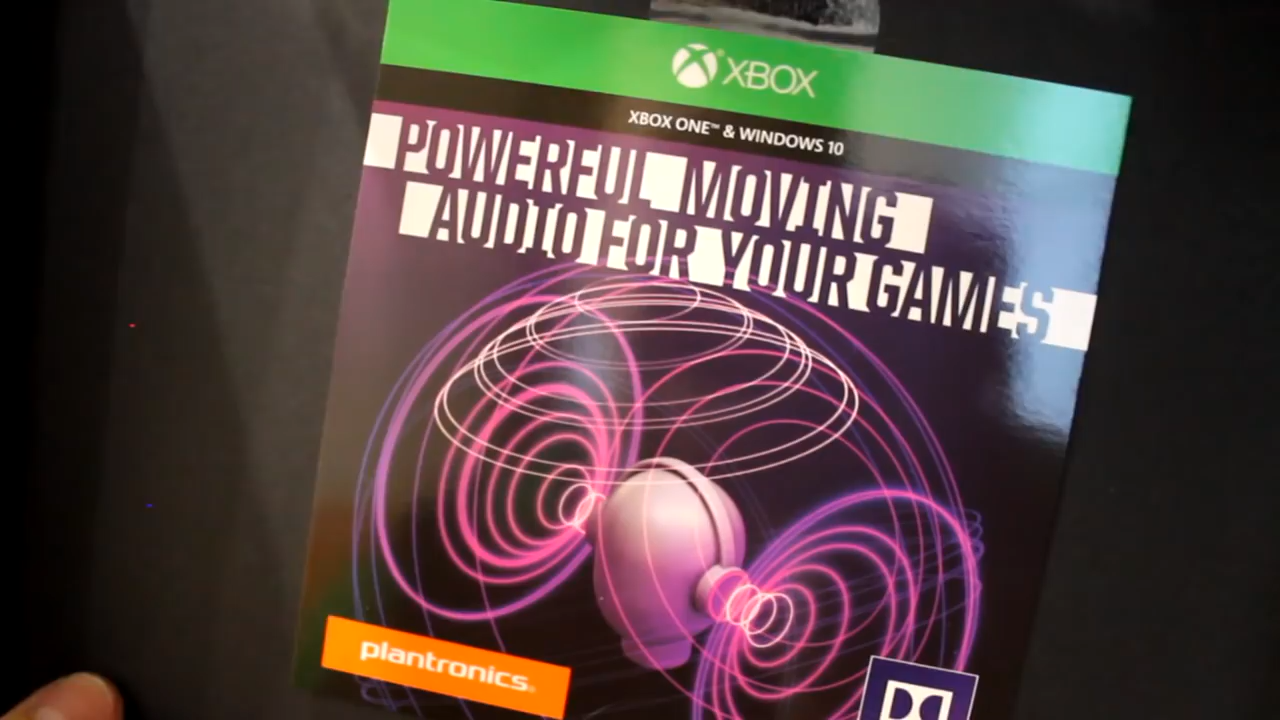 XBOX
XBOX ONE™ & WINDOWS 10
POWERFUL MOVING
AUDIO FOR YOUR GAMES
plantronics®